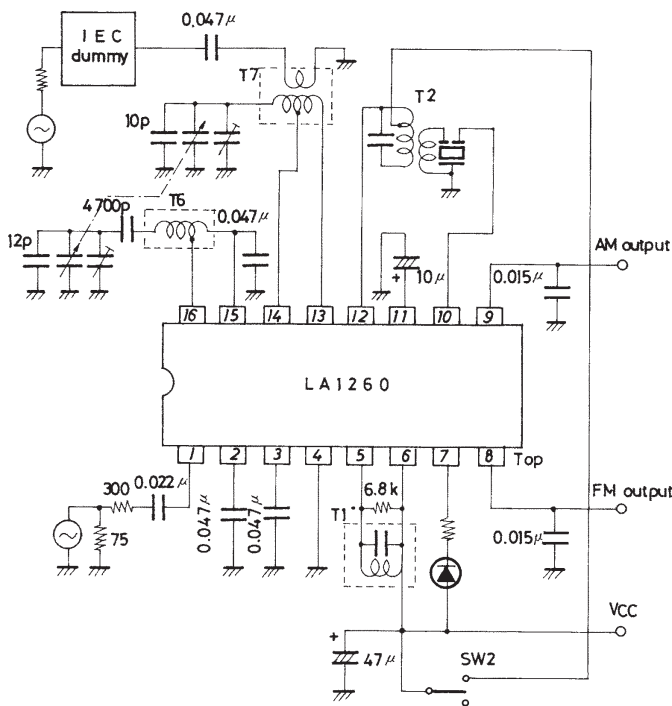 0.047μ
IEC
dummy
T7
T2
10p
4700p
T6
0.047μ
12p
10μ
+
0.015μ
AM output
16 15 14 13 12 11 10 9
LA1260
1 2 3 4 5 6 7 8
Top
300
0.022μ
75
0.047μ
0.047μ
T1
6.8k
FM output
0.015μ
VCC
+
47μ
SW2